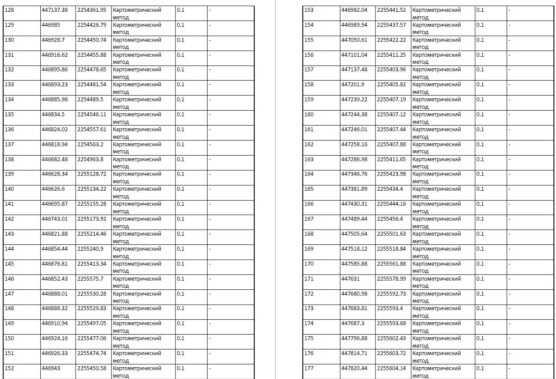 128 447137.38 2254361.95 Картометрический метод 0.1 -
129 446985 2254426.79 Картометрический метод 0.1 -
130 446928.7 2254450.74 Картометрический метод 0.1 -
131 446916.62 2254455.88 Картометрический метод 0.1 -
132 446895.86 2254478.65 Картометрический метод 0.1 -
133 446893.23 2254481.54 Картометрический метод 0.1 -
134 446885.98 2254489.5 Картометрический метод 0.1 -
135 446834.5 2254546.11 Картометрический метод 0.1 -
136 446824.02 2254557.61 Картометрический метод 0.1 -
137 446818.94 2254563.2 Картометрический метод 0.1 -
138 446682.48 2254963.8 Картометрический метод 0.1 -
139 446628.34 2255128.72 Картометрический метод 0.1 -
140 446626.6 2255134.22 Картометрический метод 0.1 -
141 446695.87 2255155.28 Картометрический метод 0.1 -
142 446743.01 2255173.92 Картометрический метод 0.1 -
143 446821.88 2255214.46 Картометрический метод 0.1 -
144 446854.44 2255240.9 Картометрический метод 0.1 -
145 446876.81 2255413.34 Картометрический метод 0.1 -
146 446852.43 2255575.7 Картометрический метод 0.1 -
147 446888.01 2255530.28 Картометрический метод 0.1 -
148 446888.32 2255529.83 Картометрический метод 0.1 -
149 446910.94 2255497.05 Картометрический метод 0.1 -
150 446924.16 2255477.06 Картометрический метод 0.1 -
151 446926.33 2255474.74 Картометрический метод 0.1 -
152 446943 2255450.58 Картометрический метод 0.1 -
153 446982.04 2255441.52 Картометрический метод 0.1 -
154 446989.94 2255437.57 Картометрический метод 0.1 -
155 447050.61 2255422.22 Картометрический метод 0.1 -
156 447101.04 2255411.25 Картометрический метод 0.1 -
157 447137.48 2255403.96 Картометрический метод 0.1 -
158 447201.9 2255405.82 Картометрический метод 0.1 -
159 447239.22 2255407.19 Картометрический метод 0.1 -
160 447244.38 2255407.12 Картометрический метод 0.1 -
161 447246.01 2255407.44 Картометрический метод 0.1 -
162 447258.16 2255407.88 Картометрический метод 0.1 -
163 447286.98 2255411.65 Картометрический метод 0.1 -
164 447346.76 2255423.98 Картометрический метод 0.1 -
165 447381.89 2255434.4 Картометрический метод 0.1 -
166 447430.31 2255444.16 Картометрический метод 0.1 -
167 447489.44 2255456.4 Картометрический метод 0.1 -
168 447505.64 2255501.63 Картометрический метод 0.1 -
169 447518.12 2255518.84 Картометрический метод 0.1 -
170 447585.88 2255561.88 Картометрический метод 0.1 -
171 447631 2255578.99 Картометрический метод 0.1 -
172 447680.98 2255592.73 Картометрический метод 0.1 -
173 447683.81 2255593.4 Картометрический метод 0.1 -
174 447687.3 2255593.68 Картометрический метод 0.1 -
175 447796.88 2255602.43 Картометрический метод 0.1 -
176 447814.71 2255603.72 Картометрический метод 0.1 -
177 447820.44 2255604.14 Картометрический метод 0.1 -